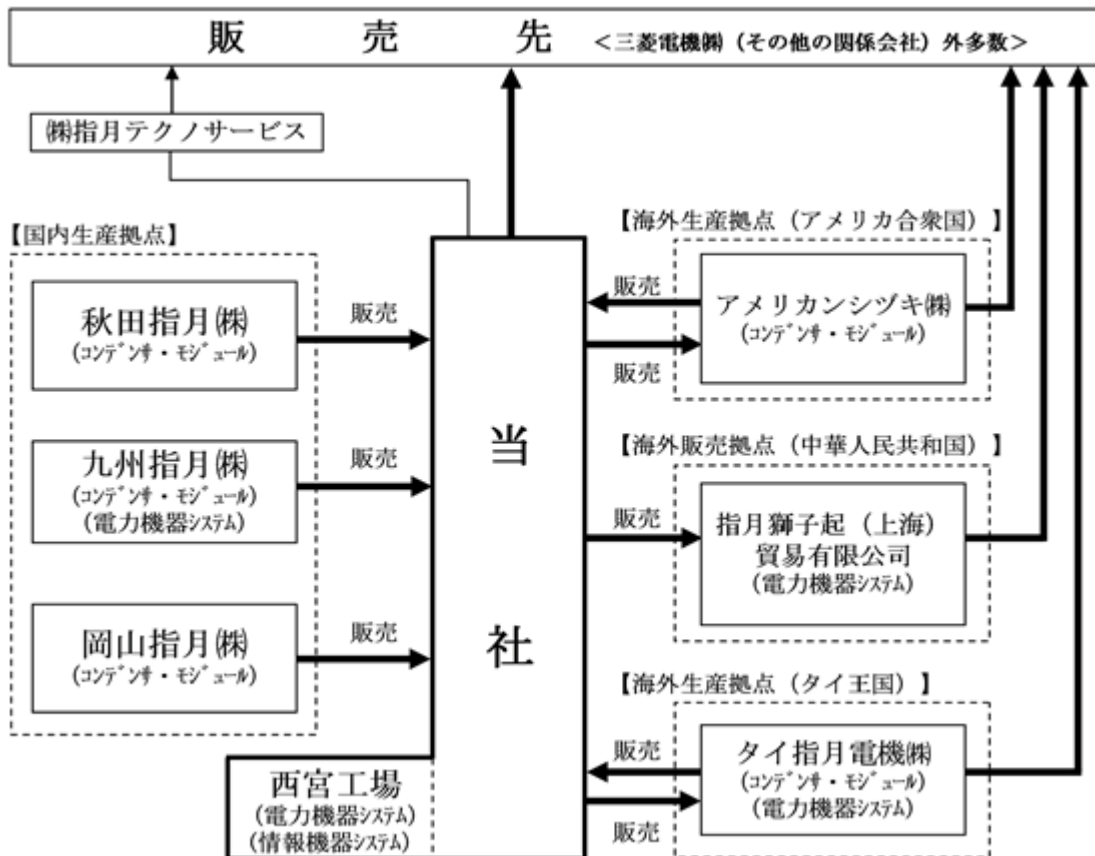 販売先 <三菱電機㈱（その他の関係会社）外多数>
㈱指月テクノサービス
【国内生産拠点】
秋田指月㈱
(ｺﾝﾃﾞﾝｻ・ﾓｼﾞｭｰﾙ)
販売
九州指月㈱
(ｺﾝﾃﾞﾝｻ・ﾓｼﾞｭｰﾙ)
(電力機器ｼｽﾃﾑ)
販売
岡山指月㈱
(ｺﾝﾃﾞﾝｻ・ﾓｼﾞｭｰﾙ)
販売
当
社
西宮工場
(電力機器ｼｽﾃﾑ)
(情報機器ｼｽﾃﾑ)
【海外生産拠点（アメリカ合衆国）】
販売
アメリカンシヅキ㈱
(ｺﾝﾃﾞﾝｻ・ﾓｼﾞｭｰﾙ)
販売
【海外販売拠点（中華人民共和国）】
販売
指月獅子起（上海）
貿易有限公司
(電力機器ｼｽﾃﾑ)
【海外生産拠点（タイ王国）】
販売
タイ指月電機㈱
(ｺﾝﾃﾞﾝｻ・ﾓｼﾞｭｰﾙ)
(電力機器ｼｽﾃﾑ)
販売